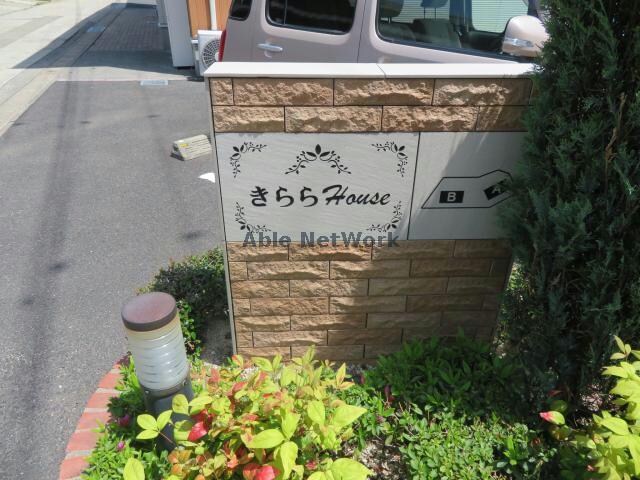 きららHouse
B A
Able NetWork